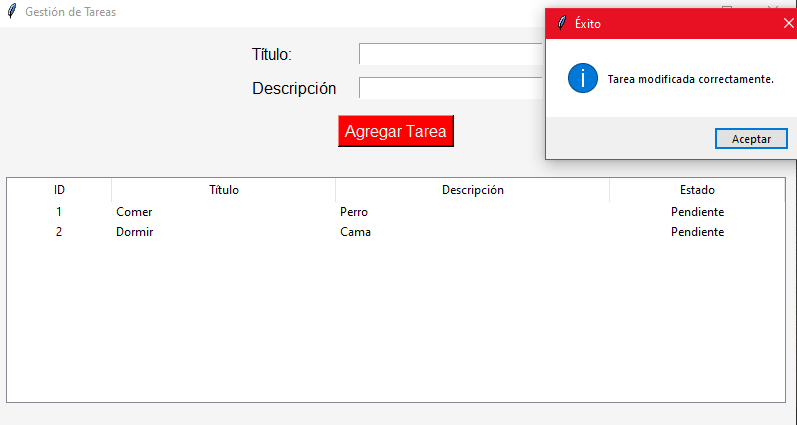 Gestión de Tareas
Éxito
Título:
Descripción
Tarea modificada correctamente.
Agregar Tarea
Aceptar
ID Título Descripción Estado
1 Comer Perro Pendiente
2 Dormir Cama Pendiente